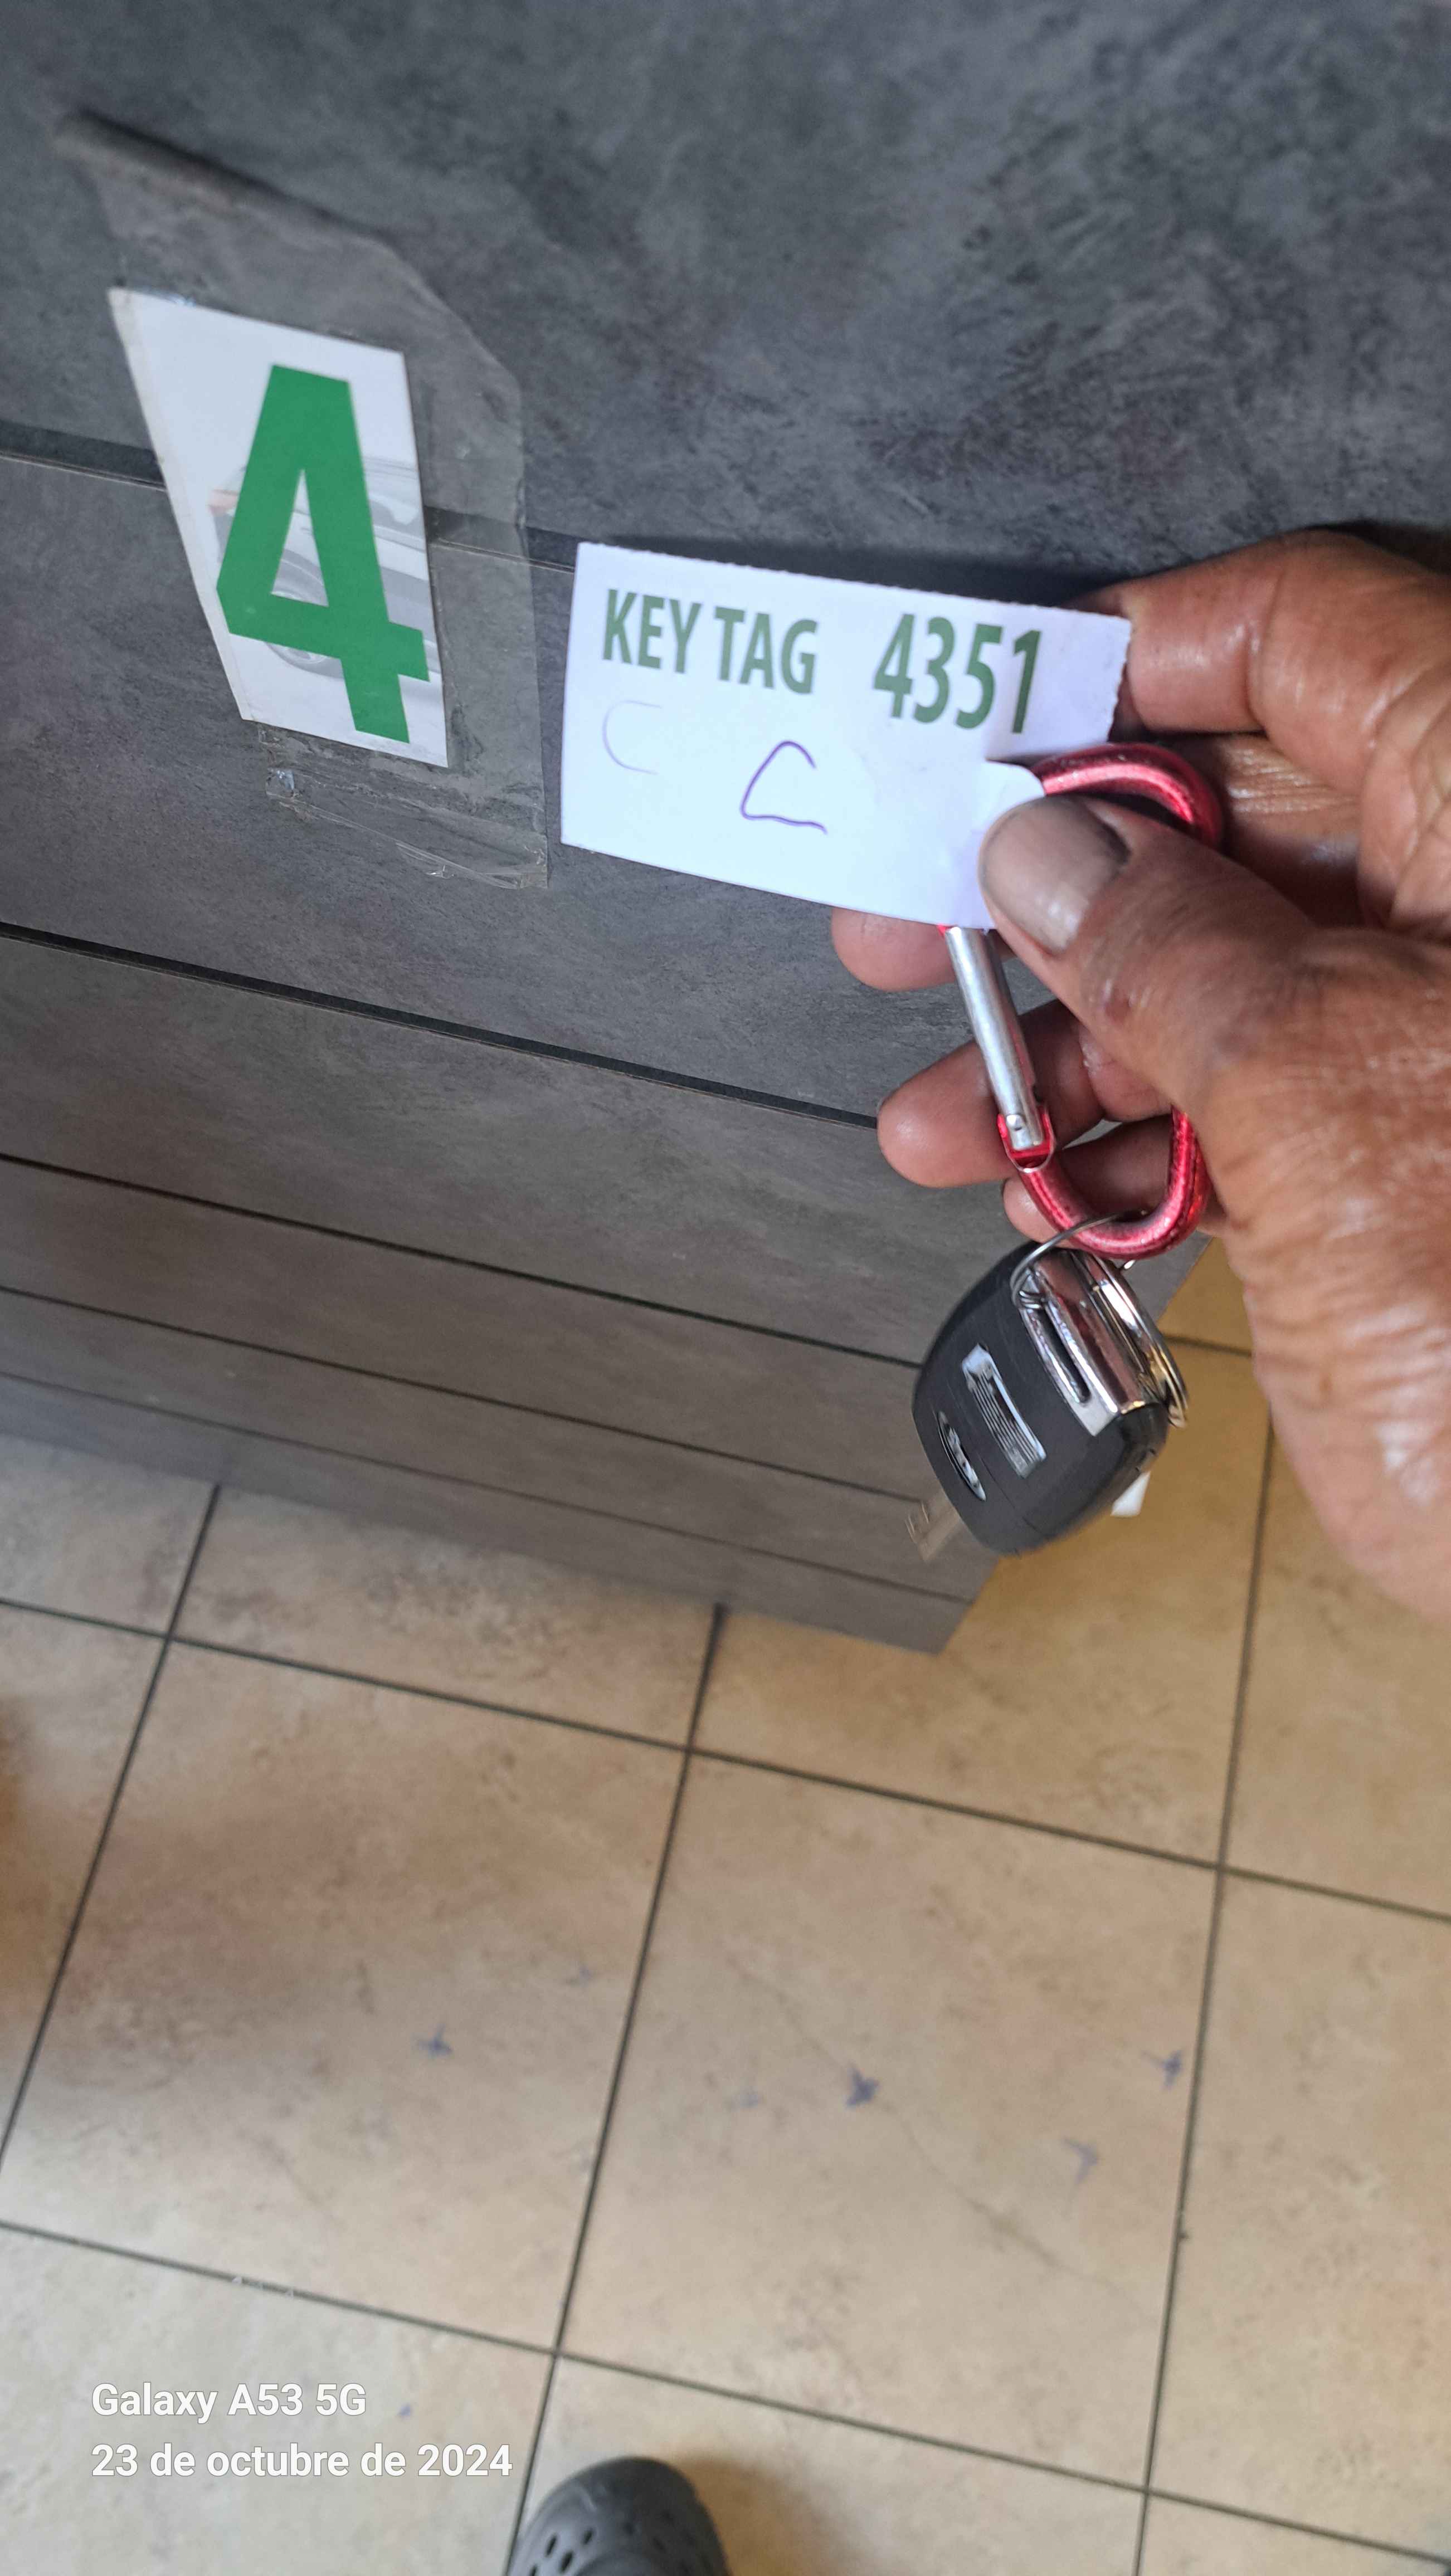 4
KEY TAG 4351
C
C
Galaxy A53 5G
23 de octubre de 2024